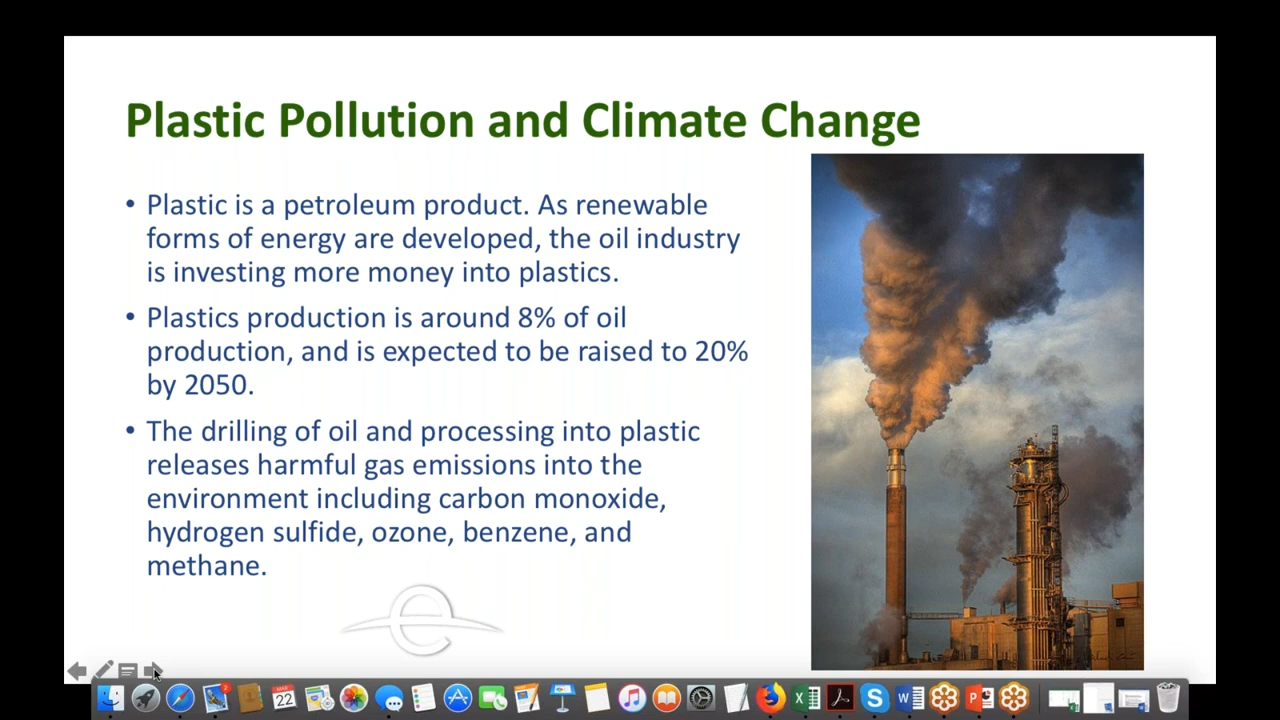 Plastic Pollution and Climate Change
• Plastic is a petroleum product. As renewable
forms of energy are developed, the oil industry
is investing more money into plastics.
• Plastics production is around 8% of oil
production, and is expected to be raised to 20%
by 2050.
• The drilling of oil and processing into plastic
releases harmful gas emissions into the
environment including carbon monoxide,
hydrogen sulfide, ozone, benzene, and
methane.
e
22